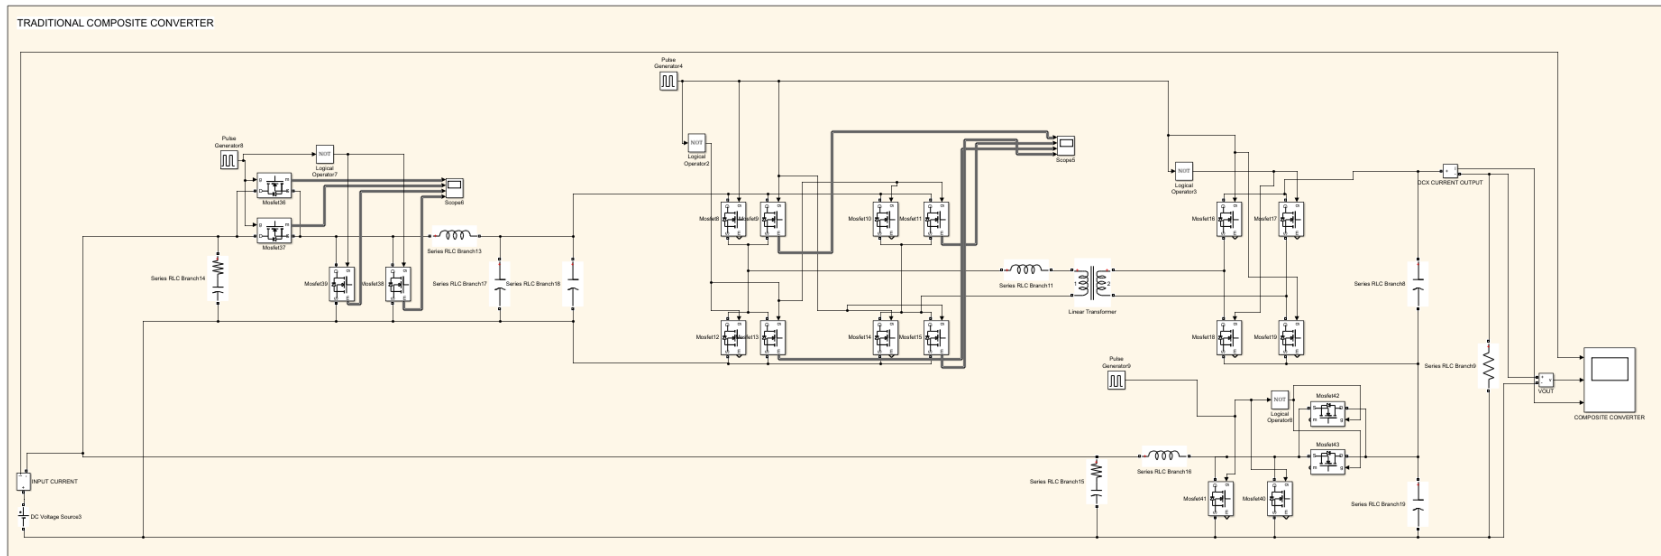 TRADITIONAL COMPOSITE CONVERTER
Pulse
Generator4
Pulse
Generator8
NOT
Logical
Operator7
NOT
Logical
Operator2
Scope5
NOT
Logical
Operator3
DCX CURRENT OUTPUT
Mosfet36
Scope6
Mosfet37
Mosfet8
Mosfet9
Mosfet10
Mosfet11
Mosfet16
Mosfet17
Series RLC Branch13
Series RLC Branch14
Mosfet39
Mosfet38
Series RLC Branch17
Series RLC Branch18
Series RLC Branch11
1
2
Linear Transformer
Series RLC Branch8
Mosfet12
Mosfet13
Mosfet14
Mosfet15
Mosfet18
Mosfet19
Pulse
Generator9
Series RLC Branch9
VOUT
NOT
Logical
Mosfet42
COMPOSITE CONVERTER
Mosfet43
Series RLC Branch16
INPUT CURRENT
Series RLC Branch15
Mosfet41
Mosfet40
Series RLC Branch19
DC Voltage Source3